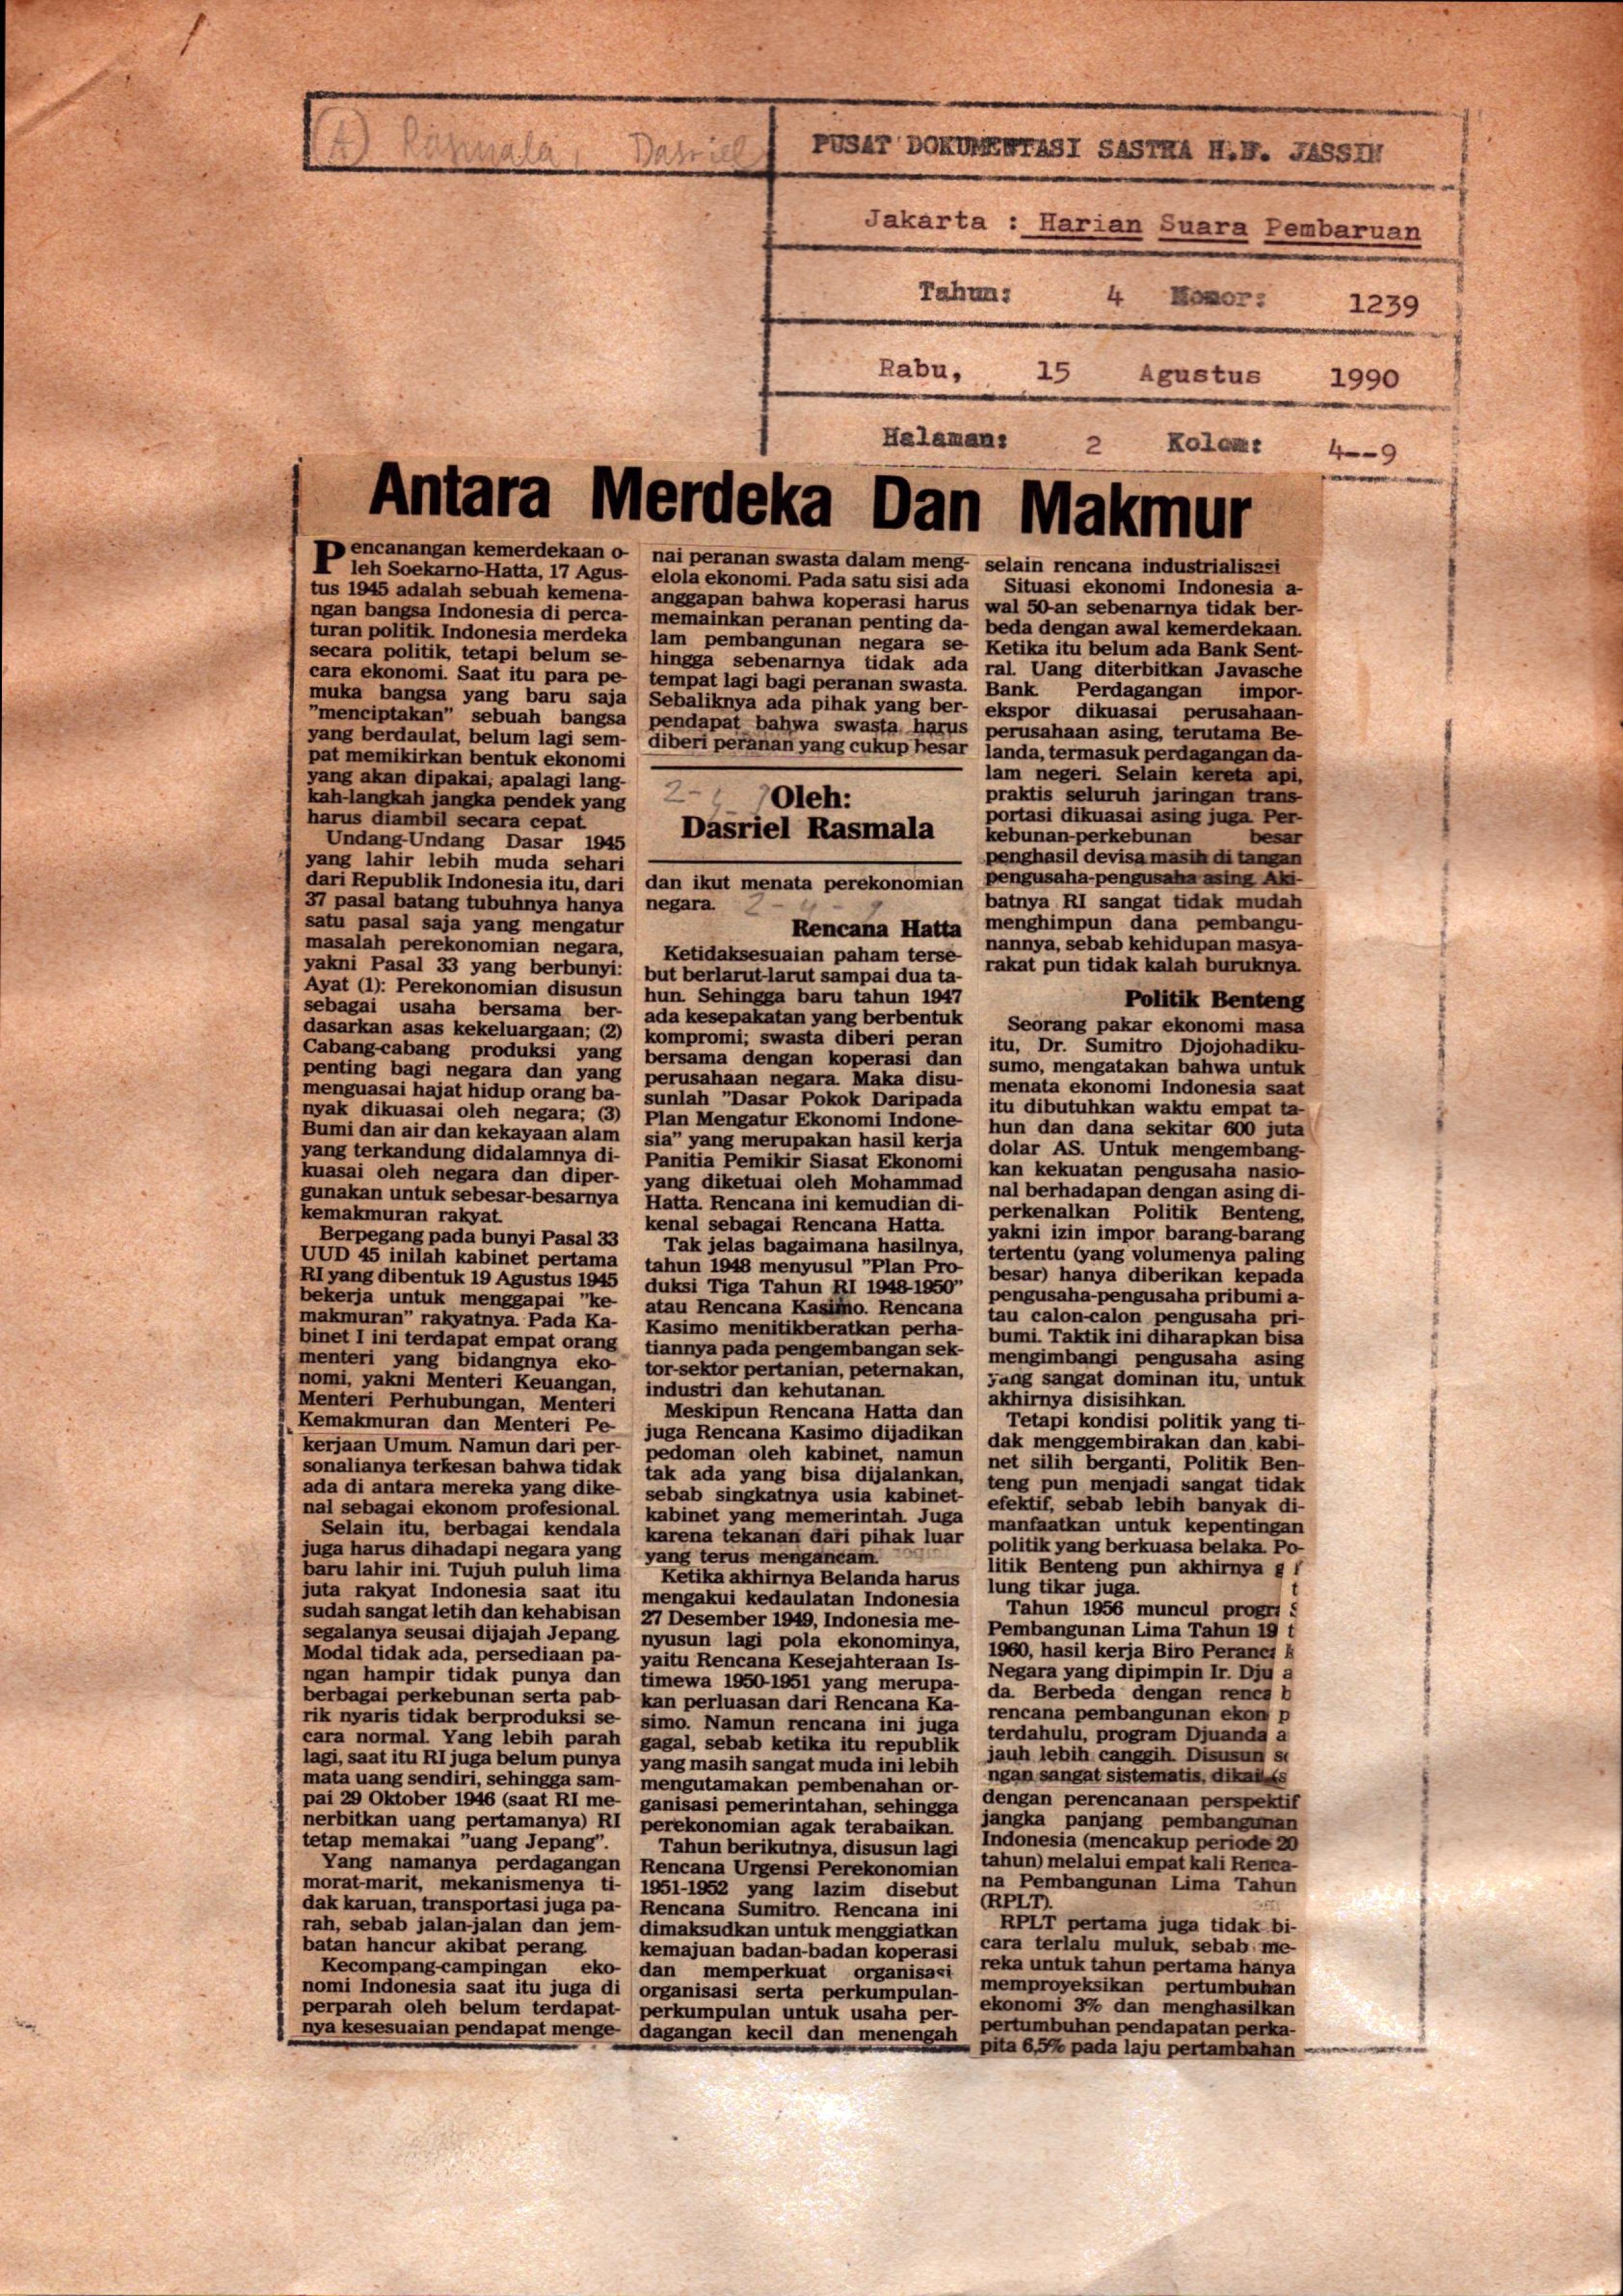 (A) Rasmala, Dasriel
PUSAT DOKUMENTASI SASTRA H.B. JASSIN
Jakarta : Harian Suara Pembaruan
Tahun: 4 Nomor: 1239
Rabu, 15 Agustus 1990
Halaman: 2 Kolom: 4--9
Antara Merdeka Dan Makmur
Pencanangan kemerdekaan o-
leh Soekarno-Hatta, 17 Agus-
tus 1945 adalah sebuah kemena-
ngan bangsa Indonesia di perca-
turan politik. Indonesia merdeka
secara politik, tetapi belum se-
cara ekonomi. Saat itu para pe-
muka bangsa yang baru saja
"menciptakan" sebuah bangsa
yang berdaulat, belum lagi sem-
pat memikirkan bentuk ekonomi
yang akan dipakai, apalagi lang-
kah-langkah jangka pendek yang
harus diambil secara cepat.
Undang-Undang Dasar 1945
yang lahir lebih muda sehari
dari Republik Indonesia itu, dari
37 pasal batang tubuhnya hanya
satu pasal saja yang mengatur
masalah perekonomian negara,
yakni Pasal 33 yang berbunyi:
Ayat (1): Perekonomian disusun
sebagai usaha bersama ber-
dasarkan asas kekeluargaan; (2)
Cabang-cabang produksi yang
penting bagi negara dan yang
menguasai hajat hidup orang ba-
nyak dikuasai oleh negara; (3)
Bumi dan air dan kekayaan alam
yang terkandung didalamnya di-
kuasai oleh negara dan diper-
gunakan untuk sebesar-besarnya
kemakmuran rakyat.
Berpegang pada bunyi Pasal 33
UUD 45 inilah kabinet pertama
RI yang dibentuk 19 Agustus 1945
bekerja untuk menggapai "ke-
makmuran" rakyatnya. Pada Ka-
binet I ini terdapat empat orang
menteri yang bidangnya eko-
nomi, yakni Menteri Keuangan,
Menteri Perhubungan, Menteri
Kemakmuran dan Menteri Pe-
kerjaan Umum. Namun dari per-
sonalianya terkesan bahwa tidak
ada di antara mereka yang dike-
nal sebagai ekonom profesional.
Selain itu, berbagai kendala
juga harus dihadapi negara yang
baru lahir ini. Tujuh puluh lima
juta rakyat Indonesia saat itu
sudah sangat letih dan kehabisan
segalanya seusai dijajah Jepang.
Modal tidak ada, persediaan pa-
ngan hampir tidak punya dan
berbagai perkebunan serta pab-
rik nyaris tidak berproduksi se-
cara normal. Yang lebih parah
lagi, saat itu RI juga belum punya
mata uang sendiri, sehingga sam-
pai 29 Oktober 1946 (saat RI me-
nerbitkan uang pertamanya) RI
tetap memakai "uang Jepang".
Yang namanya perdagangan
morat-marit, mekanismenya ti-
dak karuan, transportasi juga pa-
rah, sebab jalan-jalan dan jem-
batan hancur akibat perang.
Kecompang-campingan eko-
nomi Indonesia saat itu juga di
perparah oleh belum terdapat-
nya kesesuaian pendapat menge-
nai peranan swasta dalam meng-
elola ekonomi. Pada satu sisi ada
anggapan bahwa koperasi harus
memainkan peranan penting da-
lam pembangunan negara se-
hingga sebenarnya tidak ada
tempat lagi bagi peranan swasta.
Sebaliknya ada pihak yang ber-
pendapat bahwa swasta harus
diberi peranan yang cukup besar
Oleh:
Dasriel Rasmala
dan ikut menata perekonomian
negara.
Rencana Hatta
Ketidaksesuaian paham terse-
but berlarut-larut sampai dua ta-
hun. Sehingga baru tahun 1947
ada kesepakatan yang berbentuk
kompromi; swasta diberi peran
bersama dengan koperasi dan
perusahaan negara. Maka disu-
sunlah "Dasar Pokok Daripada
Plan Mengatur Ekonomi Indone-
sia" yang merupakan hasil kerja
Panitia Pemikir Siasat Ekonomi
yang diketuai oleh Mohammad
Hatta. Rencana ini kemudian di-
kenal sebagai Rencana Hatta.
Tak jelas bagaimana hasilnya,
tahun 1948 menyusul "Plan Pro-
duksi Tiga Tahun RI 1948-1950"
atau Rencana Kasimo. Rencana
Kasimo menitikberatkan perha-
tiannya pada pengembangan sek-
tor-sektor pertanian, peternakan,
industri dan kehutanan.
Meskipun Rencana Hatta dan
juga Rencana Kasimo dijadikan
pedoman oleh kabinet, namun
tak ada yang bisa dijalankan,
sebab singkatnya usia kabinet-
kabinet yang memerintah. Juga
karena tekanan dari pihak luar
yang terus mengancam.
Ketika akhirnya Belanda harus
mengakui kedaulatan Indonesia
27 Desember 1949, Indonesia me-
nyusun lagi pola ekonominya,
yaitu Rencana Kesejahteraan Is-
timewa 1950-1951 yang merupa-
kan perluasan dari Rencana Ka-
simo. Namun rencana ini juga
gagal, sebab ketika itu republik
yang masih sangat muda ini lebih
mengutamakan pembenahan or-
ganisasi pemerintahan, sehingga
perekonomian agak terabaikan.
Tahun berikutnya, disusun lagi
Rencana Urgensi Perekonomian
1951-1952 yang lazim disebut
Rencana Sumitro. Rencana ini
dimaksudkan untuk menggiatkan
kemajuan badan-badan koperasi
dan memperkuat organisasi
organisasi serta perkumpulan-
perkumpulan untuk usaha per-
dagangan kecil dan menengah
selain rencana industrialisasi
Situasi ekonomi Indonesia a-
wal 50-an sebenarnya tidak ber-
beda dengan awal kemerdekaan.
Ketika itu belum ada Bank Sent-
ral. Uang diterbitkan Javasche
Bank. Perdagangan impor-
ekspor dikuasai perusahaan-
perusahaan asing, terutama Be-
landa, termasuk perdagangan da-
lam negeri. Selain kereta api,
praktis seluruh jaringan trans-
portasi dikuasai asing juga. Per-
kebunan-perkebunan besar
penghasil devisa masih di tangan
pengusaha-pengusaha asing. Aki-
batnya RI sangat tidak mudah
menghimpun dana pembangu-
nannya, sebab kehidupan masya-
rakat pun tidak kalah buruknya.
Politik Benteng
Seorang pakar ekonomi masa
itu, Dr. Sumitro Djojohadiku-
sumo, mengatakan bahwa untuk
menata ekonomi Indonesia saat
itu dibutuhkan waktu empat ta-
hun dan dana sekitar 600 juta
dolar AS. Untuk mengembang-
kan kekuatan pengusaha nasio-
nal berhadapan dengan asing di-
perkenalkan Politik Benteng,
yakni izin impor barang-barang
tertentu (yang volumenya paling
besar) hanya diberikan kepada
pengusaha-pengusaha pribumi a-
tau calon-calon pengusaha pri-
bumi. Taktik ini diharapkan bisa
mengimbangi pengusaha asing
yang sangat dominan itu, untuk
akhirnya disisihkan.
Tetapi kondisi politik yang ti-
dak menggembirakan dan kabi-
net silih berganti, Politik Ben-
teng pun menjadi sangat tidak
efektif, sebab lebih banyak di-
manfaatkan untuk kepentingan
politik yang berkuasa belaka. Po-
litik Benteng pun akhirnya g
lung tikar juga.
Tahun 1956 muncul progr
Pembangunan Lima Tahun 19
1960, hasil kerja Biro Peranca
Negara yang dipimpin Ir. Dju
da. Berbeda dengan renca
rencana pembangunan ekon
terdahulu, program Djuanda
jauh lebih canggih. Disusun
ngan sangat sistematis, dikai
dengan perencanaan perspektif
jangka panjang pembangunan
Indonesia (mencakup periode 20
tahun) melalui empat kali Renca-
na Pembangunan Lima Tahun
(RPLT).
RPLT pertama juga tidak bi-
cara terlalu muluk, sebab me-
reka untuk tahun pertama hanya
memproyeksikan pertumbuhan
ekonomi 3% dan menghasilkan
pertumbuhan pendapatan perka-
pita 6,5% pada laju pertambahan